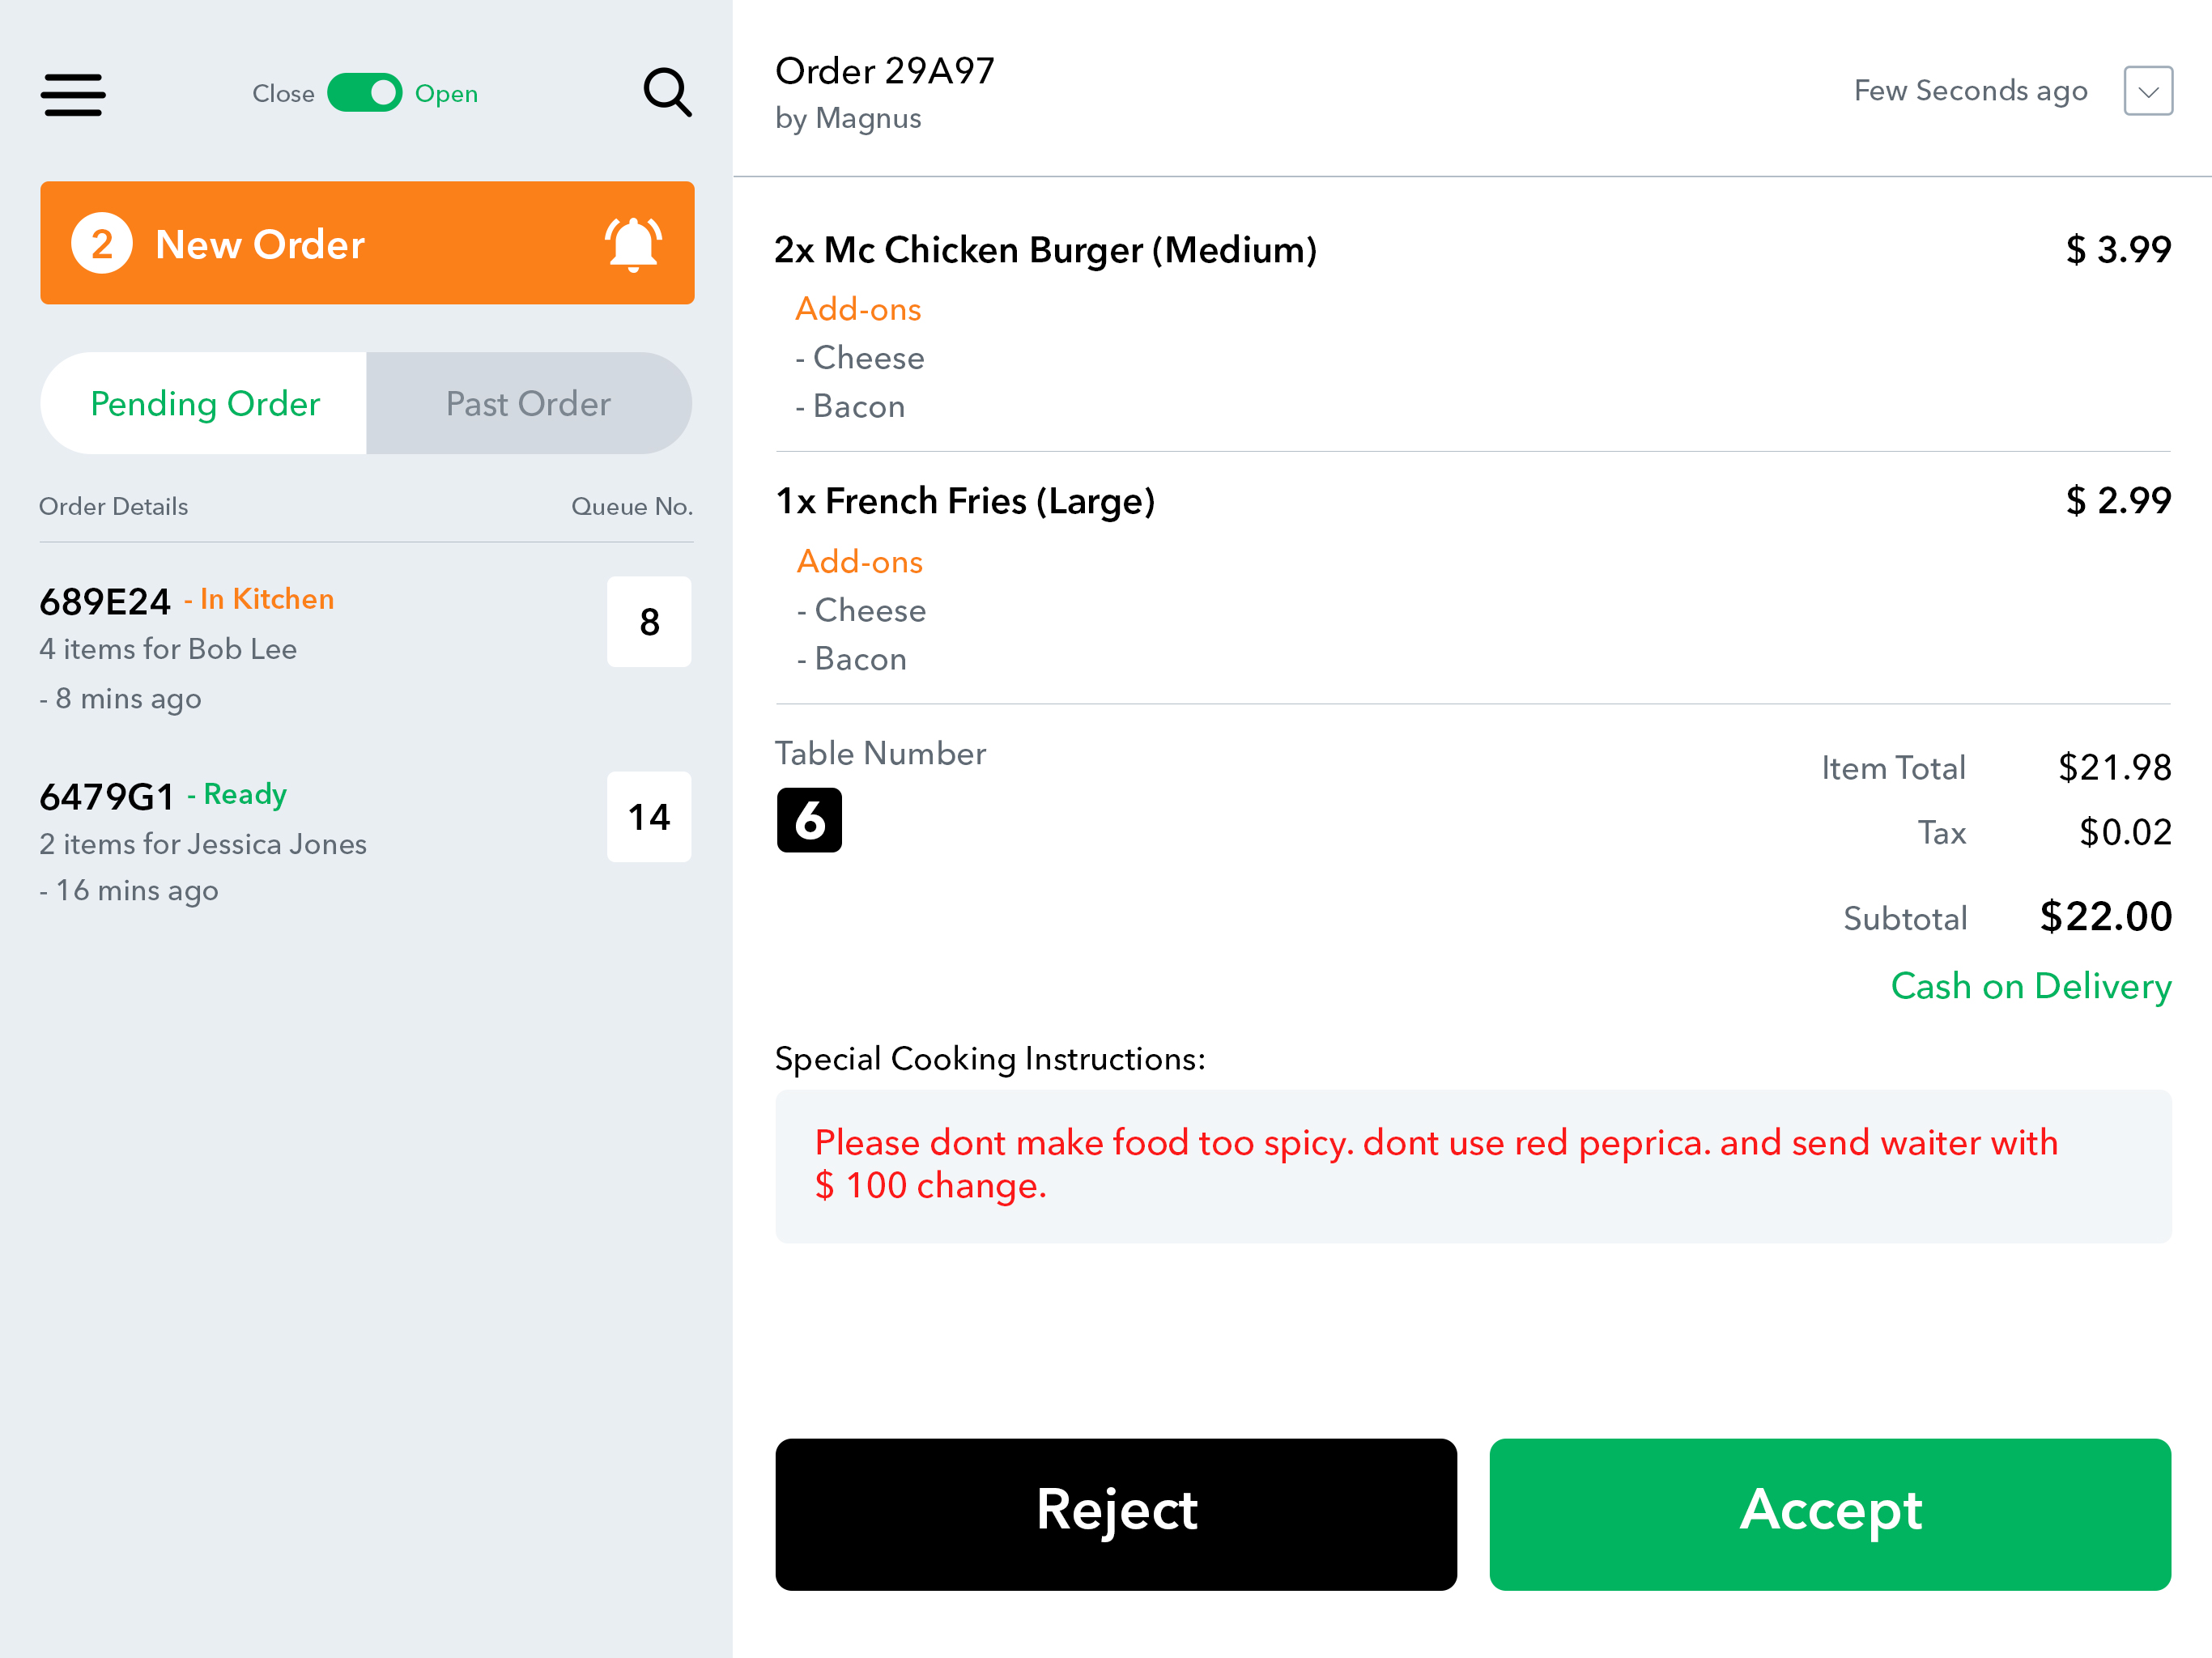 Close Open
2 New Order
Pending Order Past Order
Order Details Queue No.
689E24 - In Kitchen
8
4 items for Bob Lee
- 8 mins ago
6479G1 - Ready
14
2 items for Jessica Jones
- 16 mins ago
Order 29A97
by Magnus
Few Seconds ago
2x Mc Chicken Burger (Medium) $ 3.99
Add-ons
- Cheese
- Bacon
1x French Fries (Large) $ 2.99
Add-ons
- Cheese
- Bacon
Table Number
6
Item Total $21.98
Tax $0.02
Subtotal $22.00
Cash on Delivery
Special Cooking Instructions:
Please dont make food too spicy. dont use red peprica. and send waiter with
$ 100 change.
Reject Accept